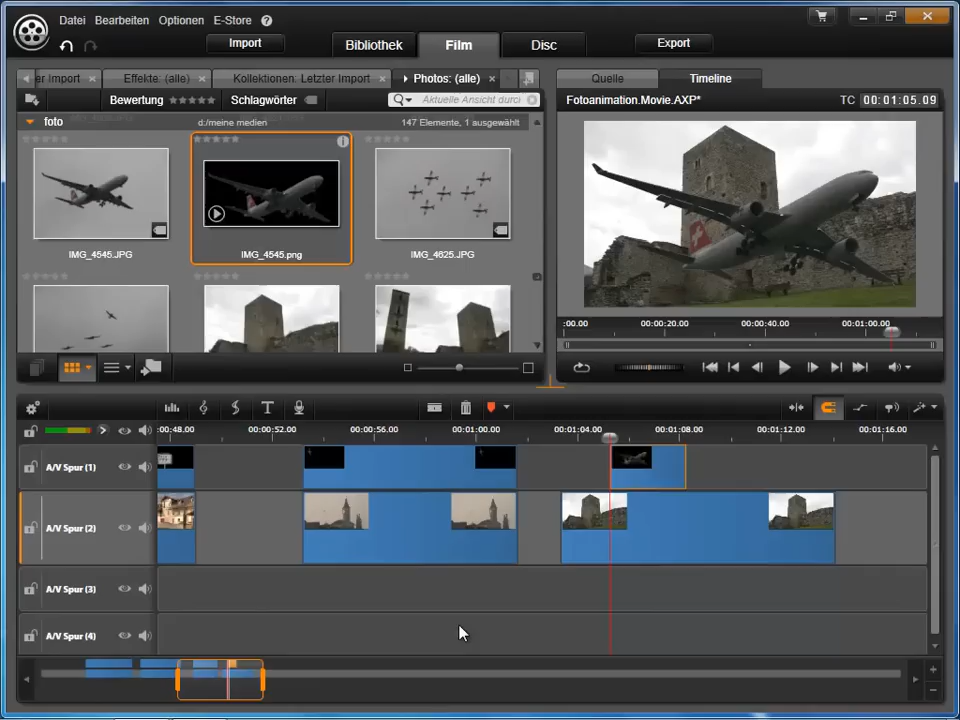 Datei Bearbeiten Optionen E-Store ?
Import Bibliothek Film Disc Export
er Import × Effekte: (alle) × Kollektionen: Letzter Import × Photos: (alle) × Quelle Timeline
Bewertung Schlagwörter Aktuelle Ansicht durch Fotoanimation.Movie.AXP* TC 00:01:05.09
foto d:/meine medien 147 Elemente, 1 ausgewählt
IMG_4545.JPG IMG_4545.png IMG_4625.JPG
:00.00 00:00:20.00 00:00:40.00 00:01:00.00
:00:48.00 00:00:52.00 00:00:56.00 00:01:00.00 00:01:04.00 00:01:08.00 00:01:12.00 00:01:16.00
A/V Spur (1)
A/V Spur (2)
A/V Spur (3)
A/V Spur (4)